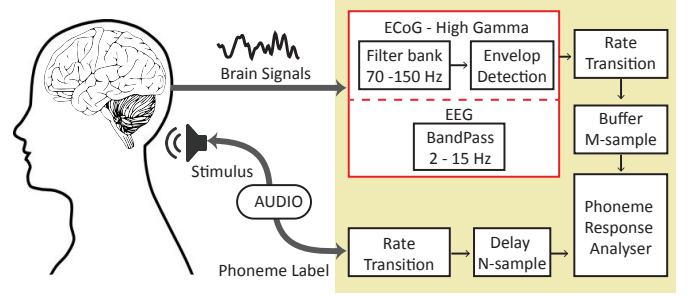 ECoG - High Gamma
Filter bank
70 -150 Hz
Envelop
Detection
Rate
Transition
Brain Signals
EEG
BandPass
2 - 15 Hz
Buffer
M-sample
Stimulus
AUDIO
Phoneme
Response
Analyser
Phoneme Label
Rate
Transition
Delay
N-sample